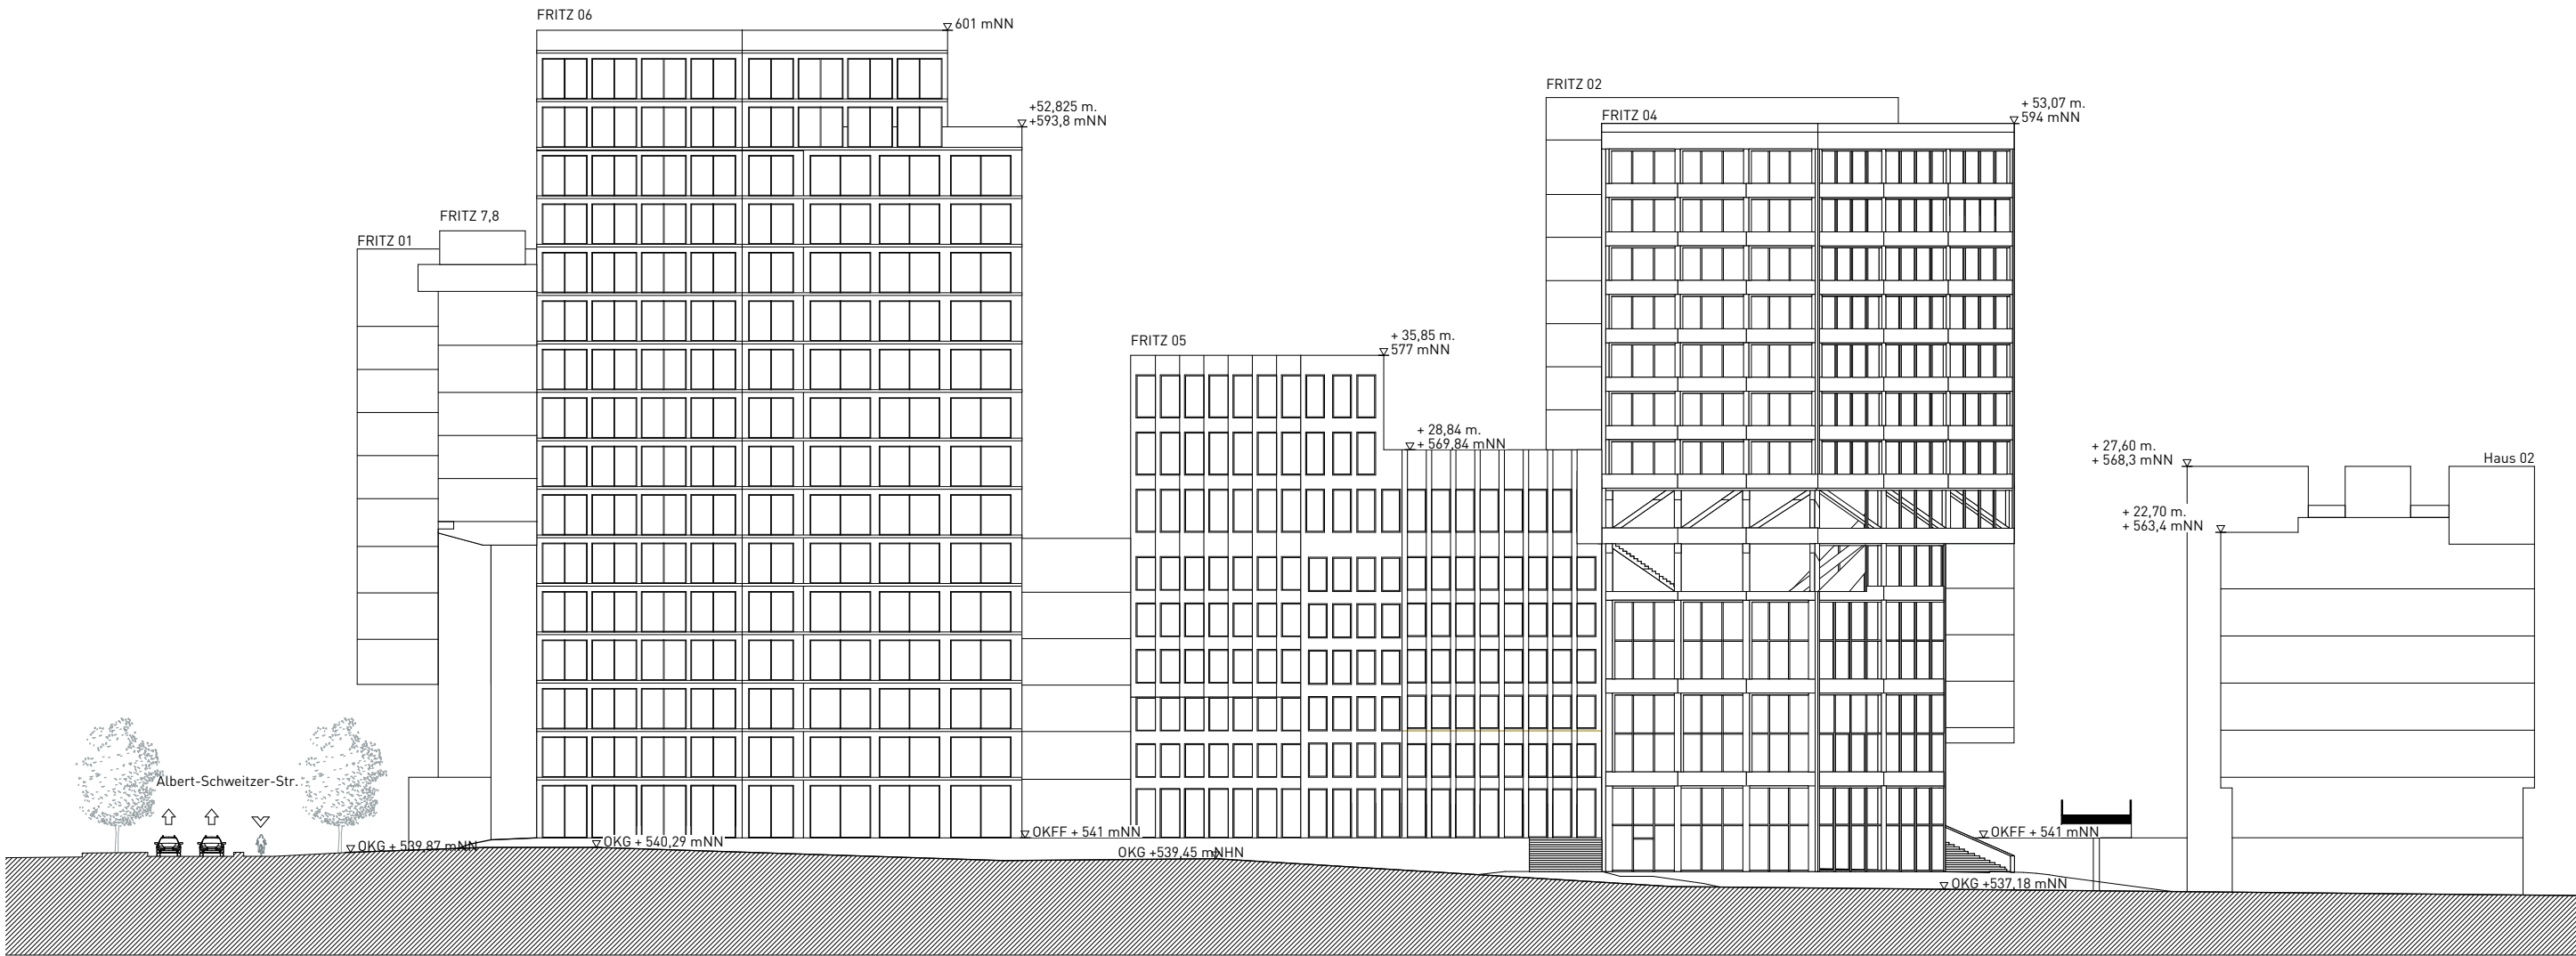 FRITZ 06
601 mNN
FRITZ 02
+52,825 m.
+593,8 mNN
+ 53,07 m.
594 mNN
FRITZ 04
FRITZ 7,8
FRITZ 01
FRITZ 05
+ 35,85 m.
577 mNN
+ 28,84 m.
+ 569,84 mNN
+ 27,60 m.
+ 568,3 mNN
Haus 02
+ 22,70 m.
+ 563,4 mNN
Albert-Schweitzer-Str.
OKG + 539,87 mNN
OKG + 540,29 mNN
OKFF + 541 mNN
OKG +539,45 mNHN
OKFF + 541 mNN
OKG +537,18 mNN